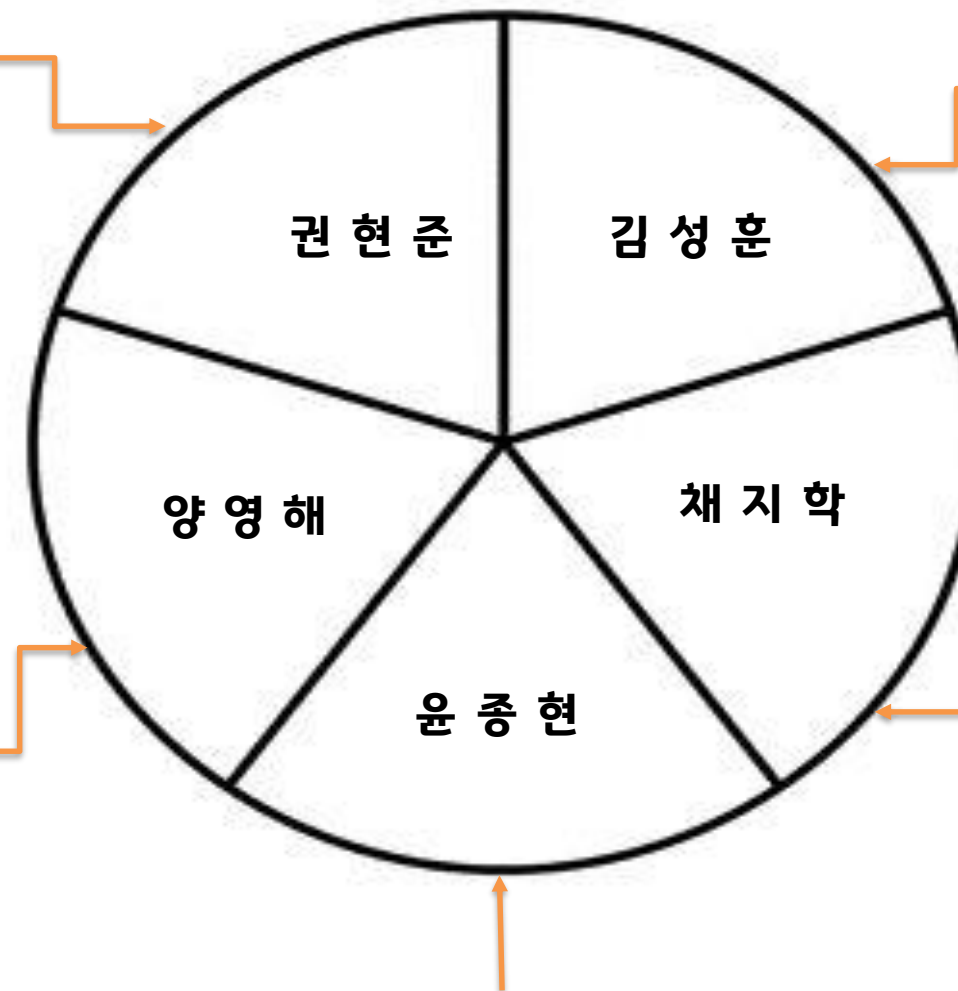 권 현 준
김 성 훈
양 영 해
채 지 학
윤 종 현